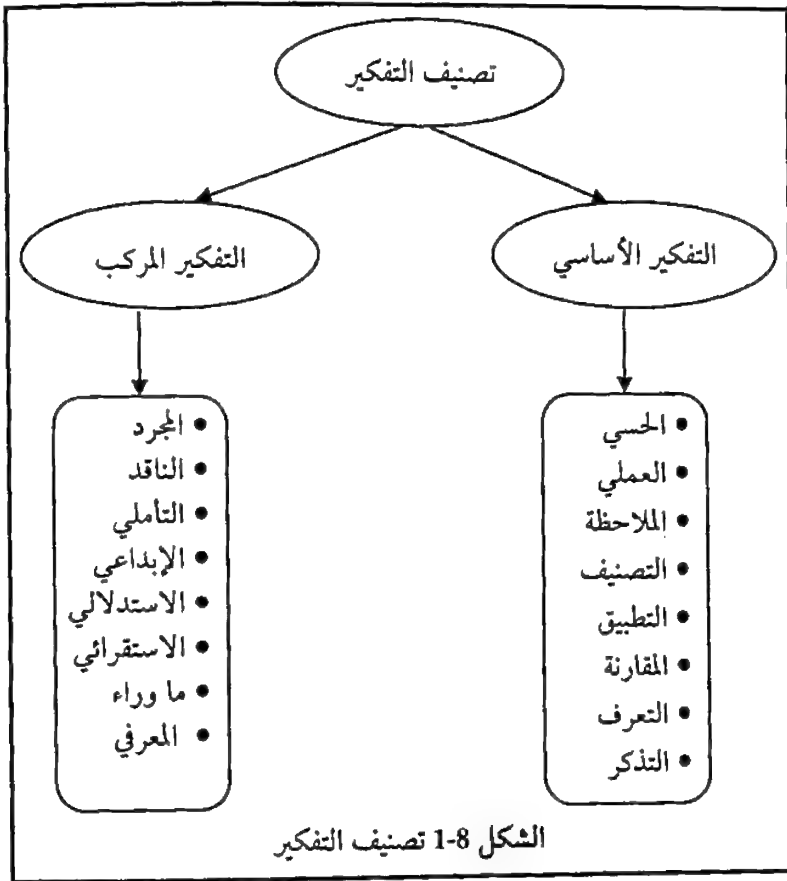 تصنيف التفكير
التفكير الأساسي
التفكير المركب
• الحسي
• العملي
• الملاحظة
• التصنيف
• التطبيق
• المقارنة
• التعرف
• التذكر
• المجرد
• الناقد
• التأملي
• الإبداعي
• الاستدلالي
• الاستقرائي
• ما وراء
• المعرفي
الشكل 8-1 تصنيف التفكير